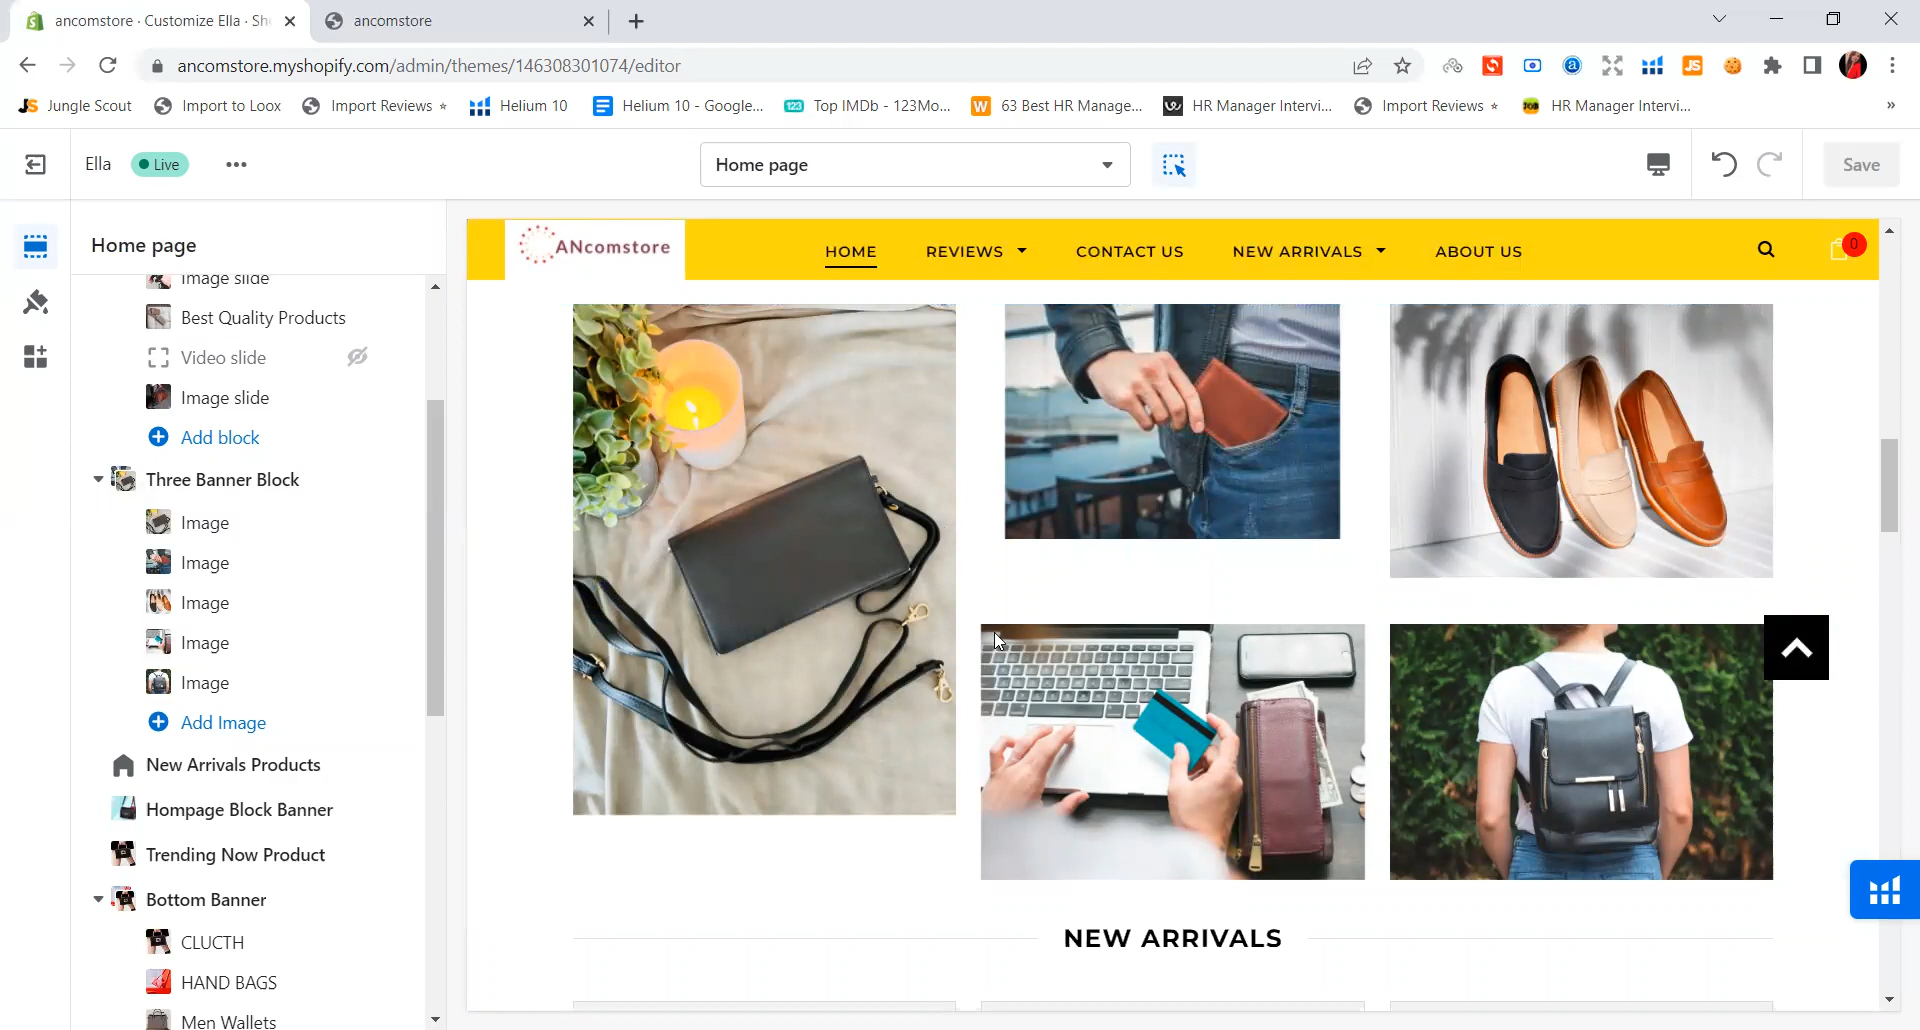 ancomstore · Customize Ella · Sh
ancomstore
ancomstore.myshopify.com/admin/themes/146308301074/editor
Jungle Scout
Import to Loox
Import Reviews
Helium 10
Helium 10 - Google...
Top IMDb - 123Mo...
63 Best HR Manage...
HR Manager Intervi...
Import Reviews
HR Manager Intervi...
»
Ella
Live
Home page
Save
Home page
Image slide
Best Quality Products
Video slide
Image slide
Add block
Three Banner Block
Image
Image
Image
Image
Image
Add Image
New Arrivals Products
Hompage Block Banner
Trending Now Product
Bottom Banner
CLUCTH
HAND BAGS
Men Wallets
ANcomstore
HOME
REVIEWS
CONTACT US
NEW ARRIVALS
ABOUT US
0
NEW ARRIVALS